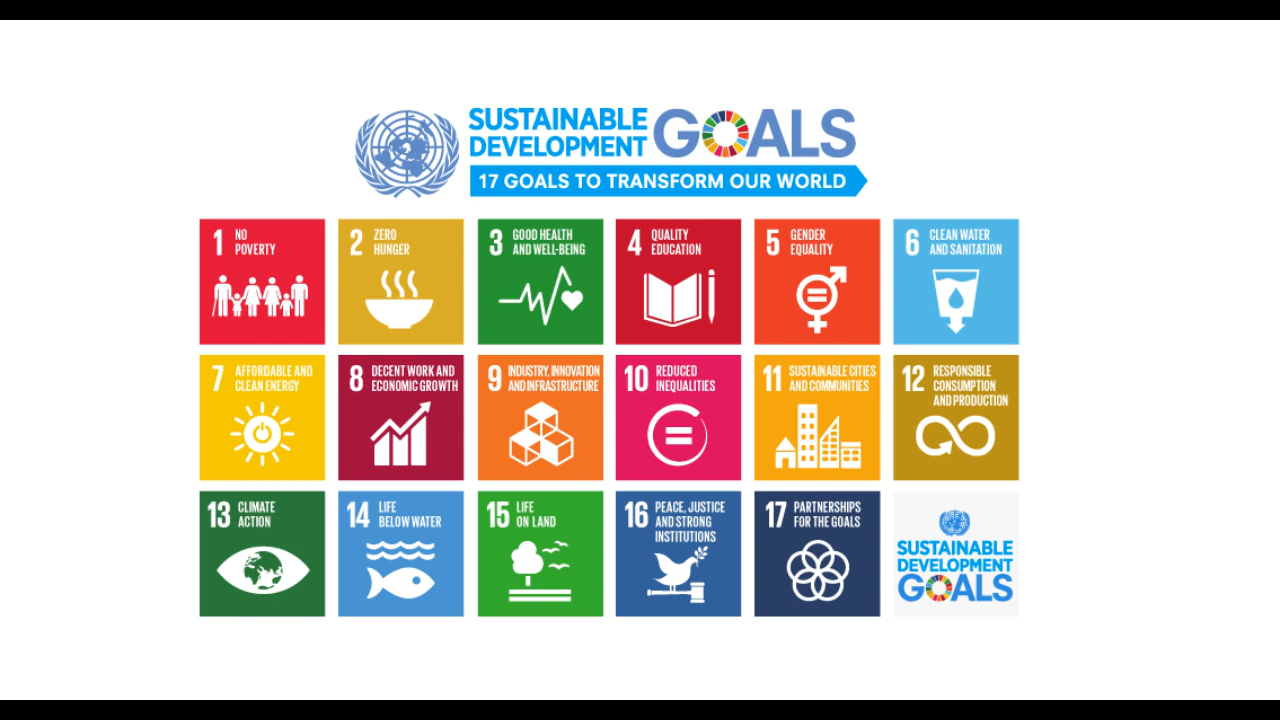 SUSTAINABLE
DEVELOPMENT
GOALS
17 GOALS TO TRANSFORM OUR WORLD
1 NO
POVERTY
2 ZERO
HUNGER
3 GOOD HEALTH
AND WELL-BEING
4 QUALITY
EDUCATION
5 GENDER
EQUALITY
6 CLEAN WATER
AND SANITATION
7 AFFORDABLE AND
CLEAN ENERGY
8 DECENT WORK AND
ECONOMIC GROWTH
9 INDUSTRY, INNOVATION
AND INFRASTRUCTURE
10 REDUCED
INEQUALITIES
11 SUSTAINABLE CITIES
AND COMMUNITIES
12 RESPONSIBLE
CONSUMPTION
AND PRODUCTION
13 CLIMATE
ACTION
14 LIFE
BELOW WATER
15 LIFE
ON LAND
16 PEACE, JUSTICE
AND STRONG
INSTITUTIONS
17 PARTNERSHIPS
FOR THE GOALS
SUSTAINABLE
DEVELOPMENT
GOALS